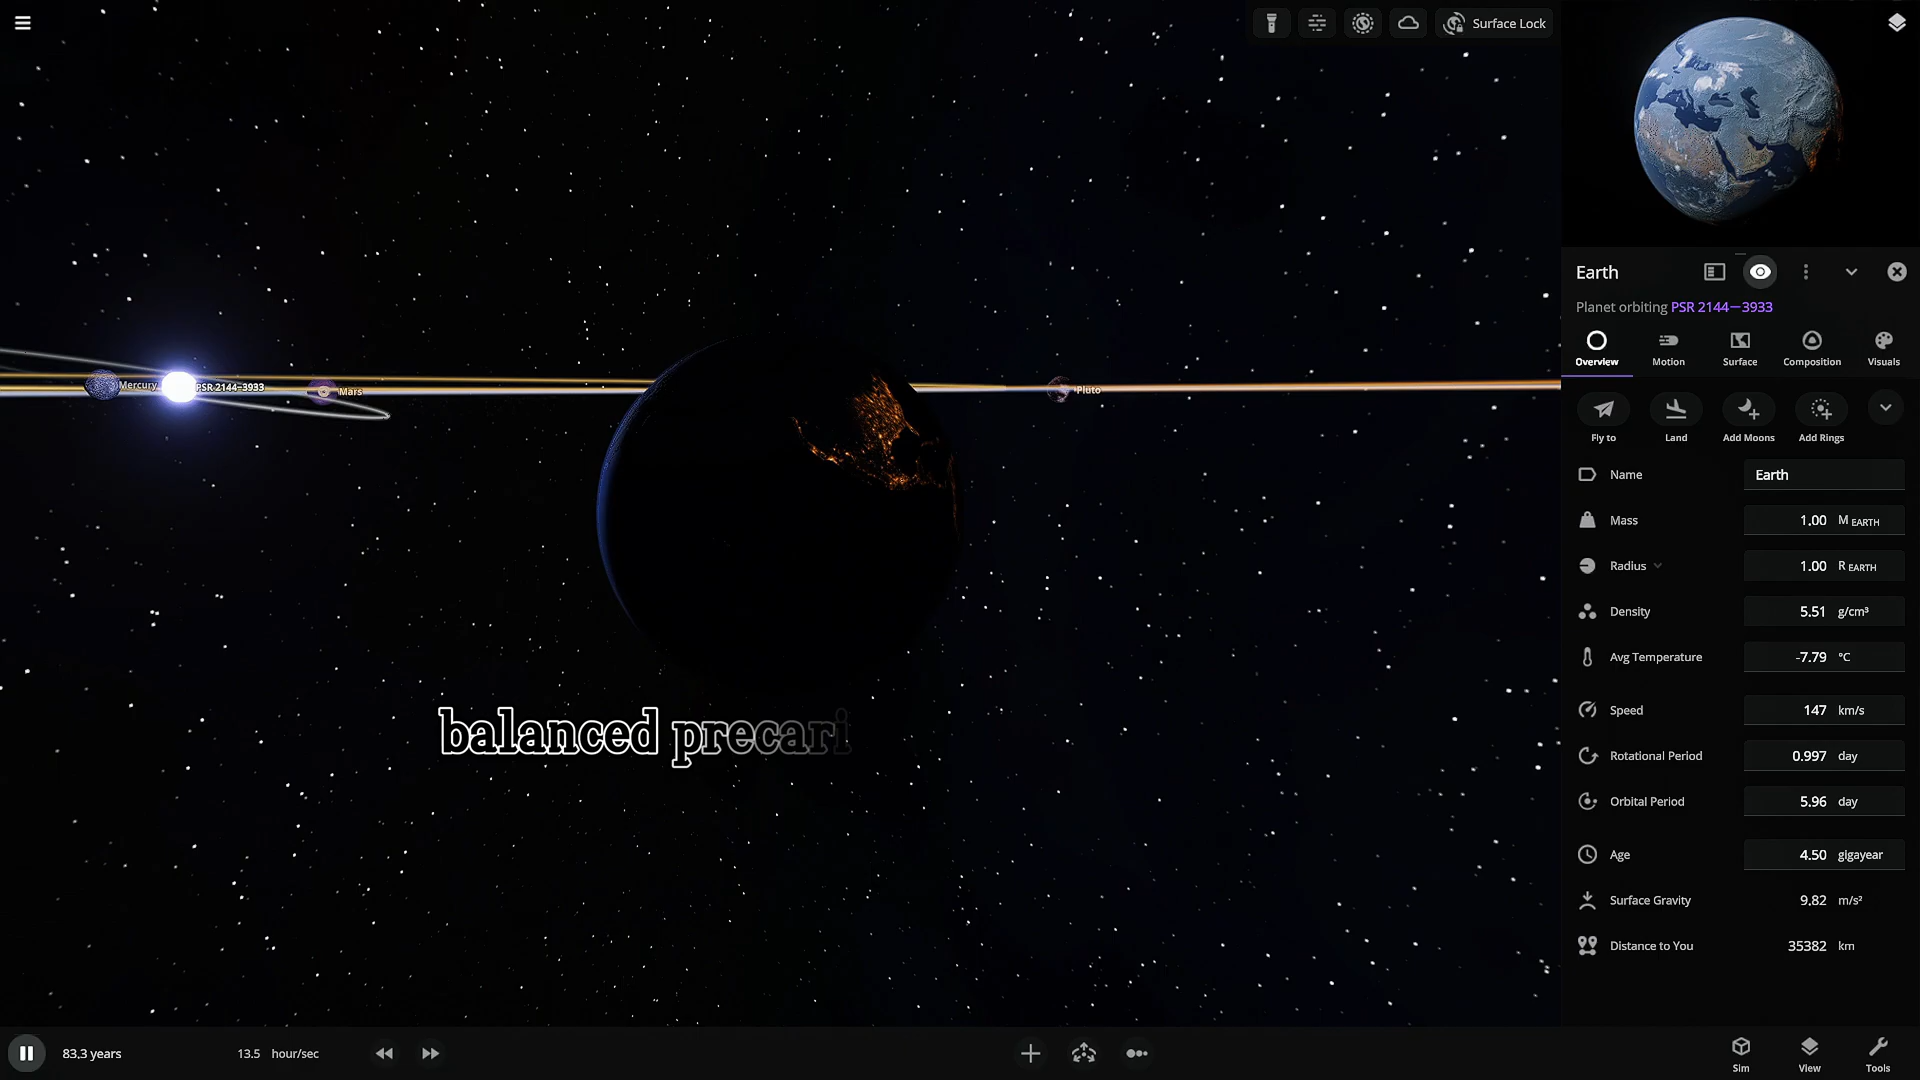 Surface Lock
Earth
Planet orbiting PSR 2144−3933
Overview Motion Surface Composition Visuals
Fly to Land Add Moons Add Rings
Name Earth
Mass 1.00 M EARTH
Radius 1.00 R EARTH
Density 5.51 g/cm³
Avg Temperature -7.79 °C
Speed 147 km/s
Rotational Period 0.997 day
Orbital Period 5.96 day
Age 4.50 gigayear
Surface Gravity 9.82 m/s²
Distance to You 35382 km
Mercury PSR 2144−3933 Mars Pluto
balanced precari
83.3 years 13.5 hour/sec
Sim View Tools